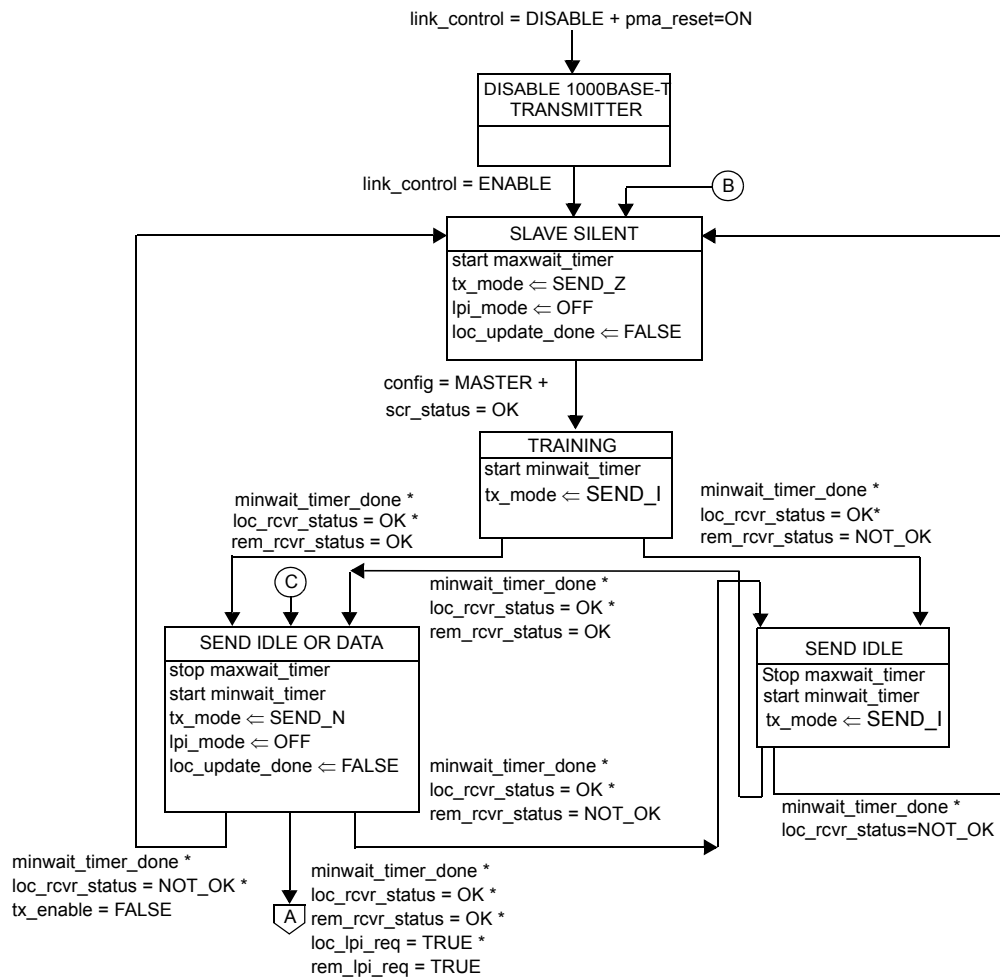 link_control = DISABLE + pma_reset=ON
DISABLE 1000BASE-T
TRANSMITTER
link_control = ENABLE
B
SLAVE SILENT
start maxwait_timer
tx_mode ⇐ SEND_Z
lpi_mode ⇐ OFF
loc_update_done ⇐ FALSE
config = MASTER +
scr_status = OK
TRAINING
start minwait_timer
tx_mode ⇐ SEND_I
minwait_timer_done *
loc_rcvr_status = OK *
rem_rcvr_status = OK
minwait_timer_done *
loc_rcvr_status = OK*
rem_rcvr_status = NOT_OK
C
minwait_timer_done *
loc_rcvr_status = OK *
rem_rcvr_status = OK
SEND IDLE OR DATA
stop maxwait_timer
start minwait_timer
tx_mode ⇐ SEND_N
lpi_mode ⇐ OFF
loc_update_done ⇐ FALSE
SEND IDLE
Stop maxwait_timer
start minwait_timer
tx_mode ⇐ SEND_I
minwait_timer_done *
loc_rcvr_status = OK *
rem_rcvr_status = NOT_OK
minwait_timer_done *
loc_rcvr_status=NOT_OK
minwait_timer_done *
loc_rcvr_status = NOT_OK *
tx_enable = FALSE
A
minwait_timer_done *
loc_rcvr_status = OK *
rem_rcvr_status = OK *
loc_lpi_req = TRUE *
rem_lpi_req = TRUE